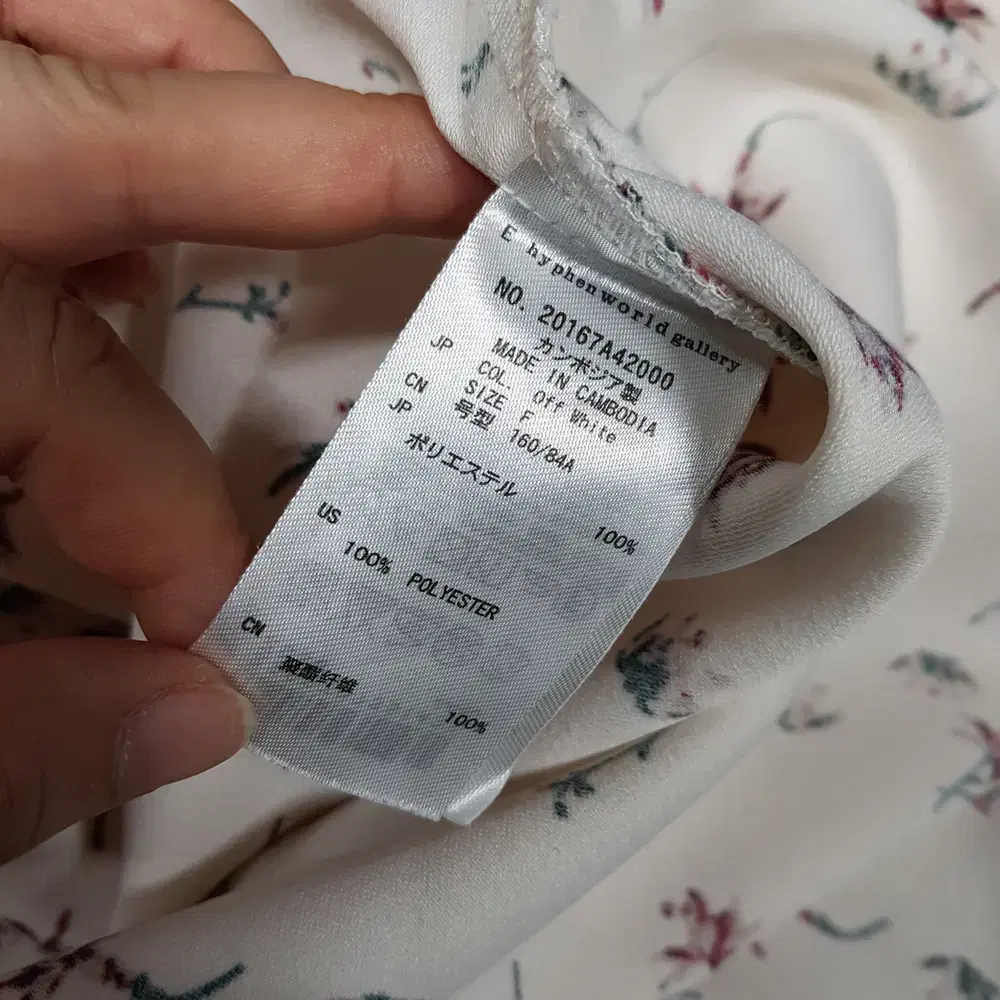 E hyphen world gallery
NO. 20167A42000
カンボジア製
JP MADE IN CAMBODIA
COL. Off White
CN SIZE F
JP 号型 160/84A
ポリエステル
100%
US
100% POLYESTER
CN
聚酯纤维
100%